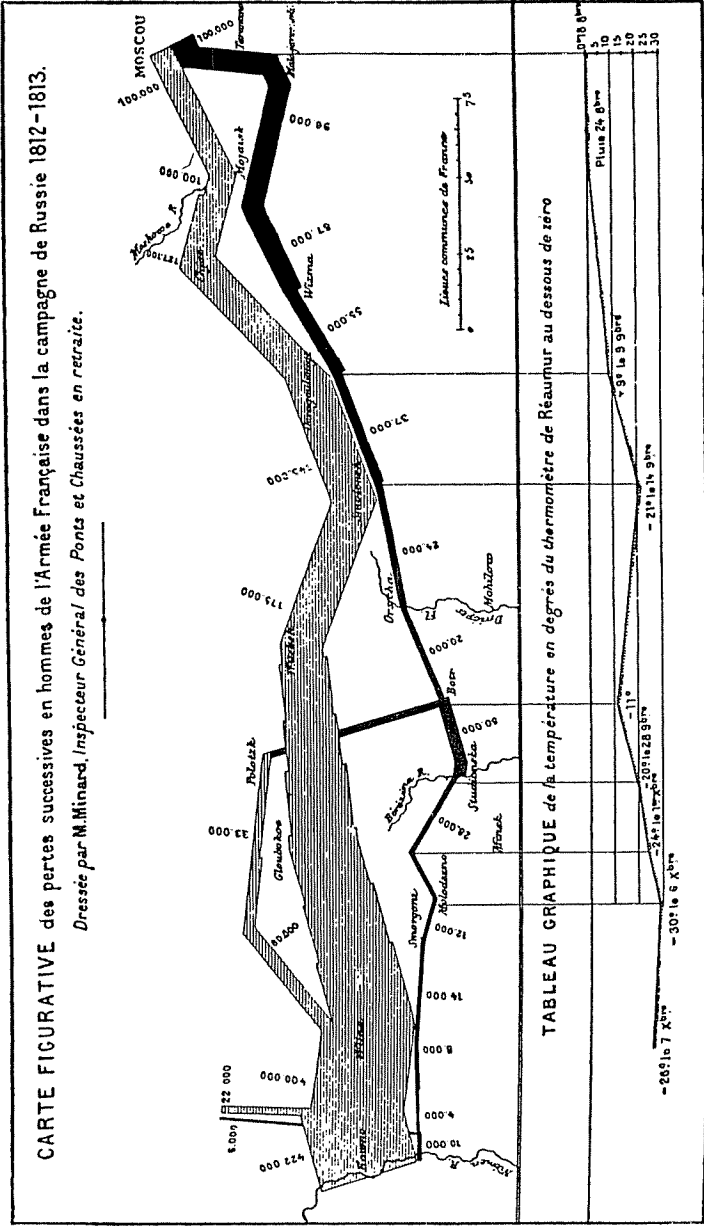 CARTE FIGURATIVE des pertes successives en hommes de l'Armée Française dans la campagne de Russie 1812-1813.
Dressée par M. Minard, Inspecteur Général des Ponts et Chaussées en retraite.
MOSCOU
100.000
100.000
Malo-jarosewli
Mojaisk
100.000
Moskowa R
127.100
96.000
87.000
Wizma
55.000
145.000
37.000
Smolensk
24.000
Orscha
Fl Dnieper
Mohilow
20.000
175.000
Witebsk
Polotzk
Botr
50.000
Bérézina R
Studianska
33.000
Gloubokoé
28.000
Minsk
Molodezno
Smorgoni
12.000
60.000
14.000
8.000
Wilna
400.000
22 000
6.000
4.000
10.000
422 000
Kowno
Niémen R
Lieues communes de France
0 25 50 75
TABLEAU GRAPHIQUE de la température en degrés du thermomètre de Réaumur au dessous de zéro
0° 18 8bre
5
10
15
20
25
30
Pluie 24 8bre
- 9° le 9 9bre
- 21° le 14 9bre
- 11°
- 20° le 28 9bre
- 24° le 1er Xbre
- 30° le 6 Xbre
- 26° le 7 Xbre